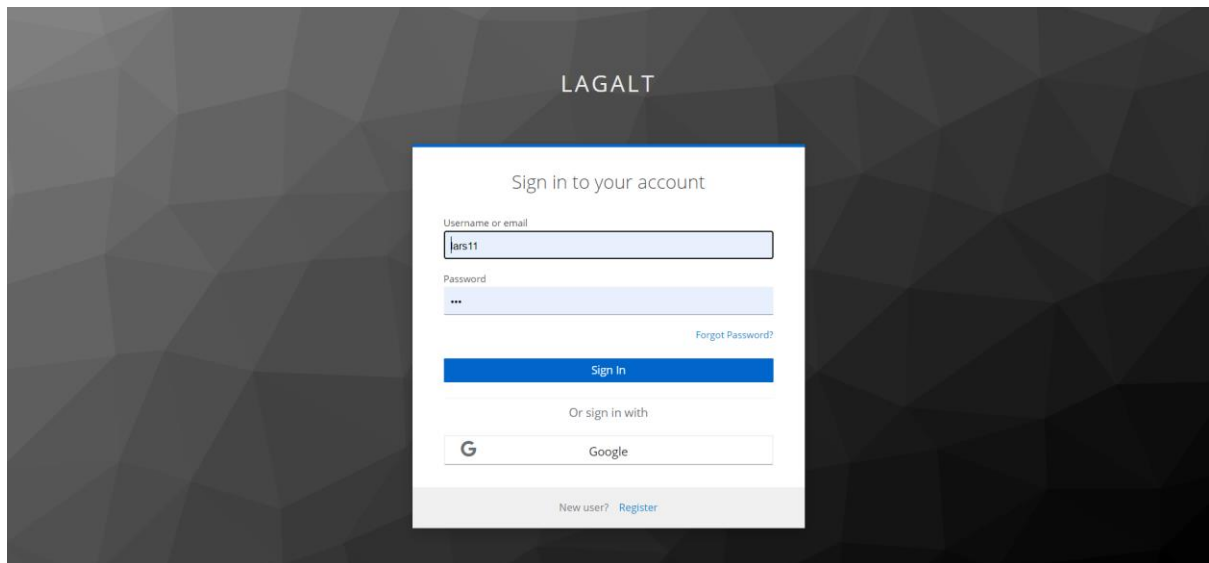 LAGALT
Sign in to your account
Username or email
lars11
Password
•••
Forgot Password?
Sign In
Or sign in with
G Google
New user? Register